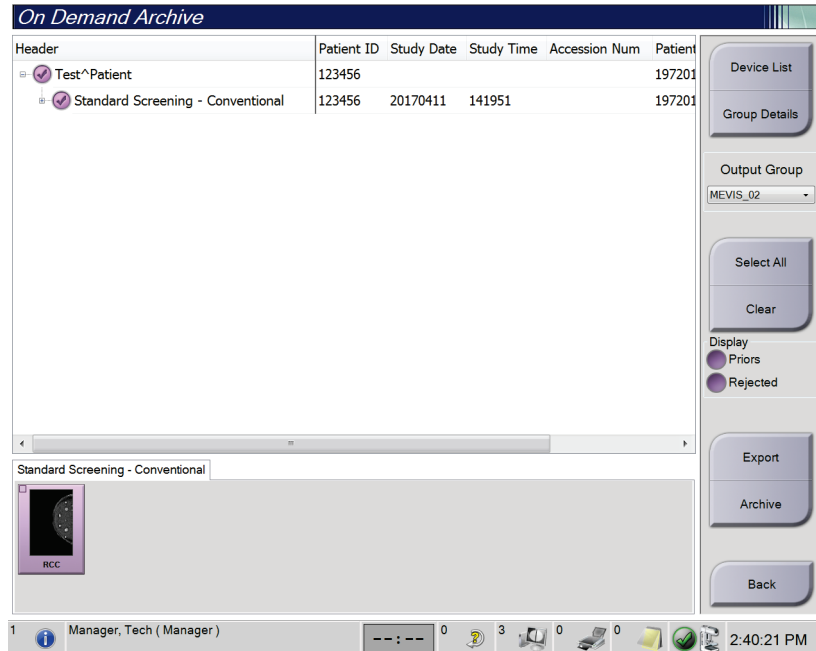 On Demand Archive
Header Patient ID Study Date Study Time Accession Num Patient
Test^Patient 123456 197201
Standard Screening - Conventional 123456 20170411 141951 197201
Device List
Group Details
Output Group
MEVIS_02
Select All
Clear
Display
Priors
Rejected
Export
Archive
Back
Standard Screening - Conventional
RCC
1 Manager, Tech ( Manager ) --:-- 0 3 0 0 2:40:21 PM